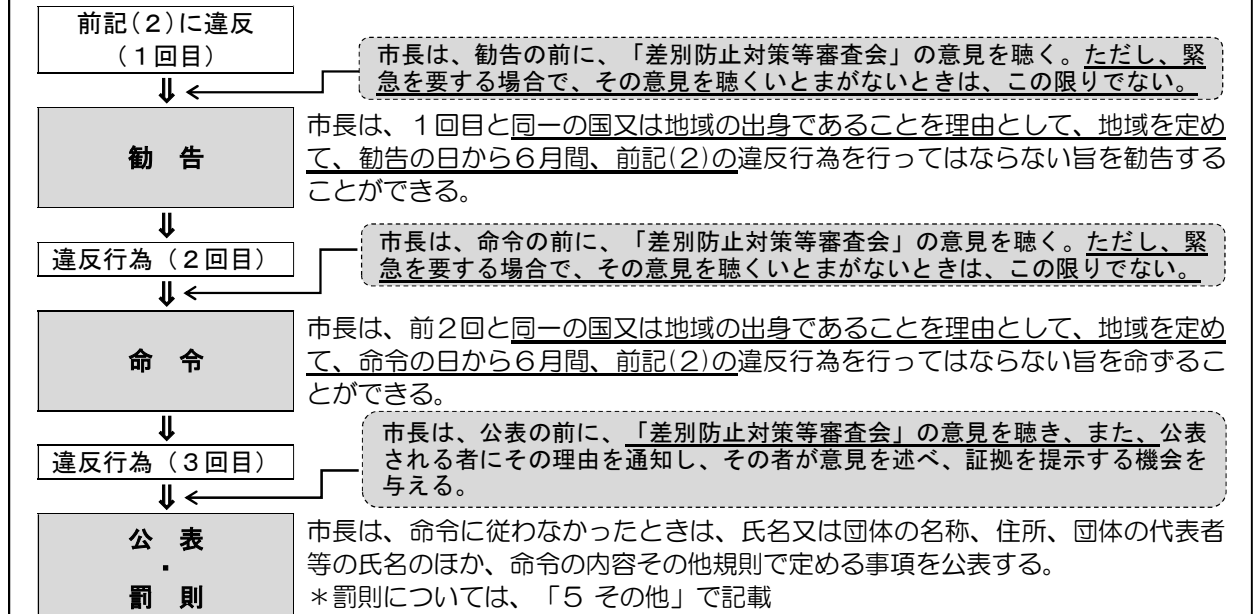 前記(2)に違反
(1回目)
市長は、勧告の前に、「差別防止対策等審査会」の意見を聴く。ただし、緊
急を要する場合で、その意見を聴くいとまがないときは、この限りでない。
⇓
勧 告
市長は、1回目と同一の国又は地域の出身であることを理由として、地域を定め
て、勧告の日から6月間、前記(2)の違反行為を行ってはならない旨を勧告する
ことができる。
⇓
違反行為(2回目)
市長は、命令の前に、「差別防止対策等審査会」の意見を聴く。ただし、緊
急を要する場合で、その意見を聴くいとまがないときは、この限りでない。
⇓
命 令
市長は、前2回と同一の国又は地域の出身であることを理由として、地域を定め
て、命令の日から6月間、前記(2)の違反行為を行ってはならない旨を命ずるこ
とができる。
⇓
違反行為(3回目)
市長は、公表の前に、「差別防止対策等審査会」の意見を聴き、また、公表
される者にその理由を通知し、その者が意見を述べ、証拠を提示する機会を
与える。
⇓
公 表
・
罰 則
市長は、命令に従わなかったときは、氏名又は団体の名称、住所、団体の代表者
等の氏名のほか、命令の内容その他規則で定める事項を公表する。
*罰則については、「5 その他」で記載